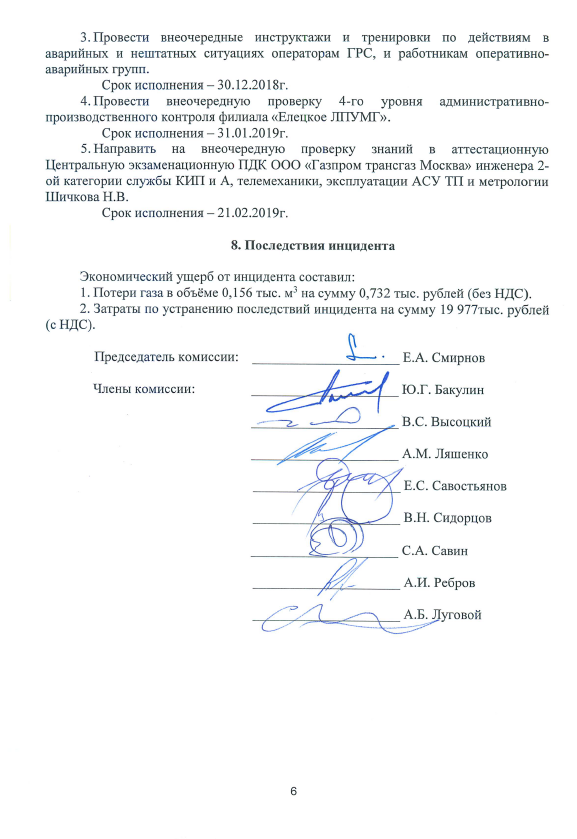 3. Провести внеочередные инструктажи и тренировки по действиям в
аварийных и нештатных ситуациях операторам ГРС, и работникам оперативно-
аварийных групп.
Срок исполнения – 30.12.2018г.
4. Провести внеочередную проверку 4-го уровня административно-
производственного контроля филиала «Елецкое ЛПУМГ».
Срок исполнения – 31.01.2019г.
5. Направить на внеочередную проверку знаний в аттестационную
Центральную экзаменационную ПДК ООО «Газпром трансгаз Москва» инженера 2-
ой категории службы КИП и А, телемеханики, эксплуатации АСУ ТП и метрологии
Шичкова Н.В.
Срок исполнения – 21.02.2019г.
8. Последствия инцидента
Экономический ущерб от инцидента составил:
1. Потери газа в объёме 0,156 тыс. м³ на сумму 0,732 тыс. рублей (без НДС).
2. Затраты по устранению последствий инцидента на сумму 19 977тыс. рублей
(с НДС).
Председатель комиссии: Е.А. Смирнов
Члены комиссии: Ю.Г. Бакулин
В.С. Высоцкий
А.М. Ляшенко
Е.С. Савостьянов
В.Н. Сидорцов
С.А. Савин
А.И. Ребров
А.Б. Луговой
6